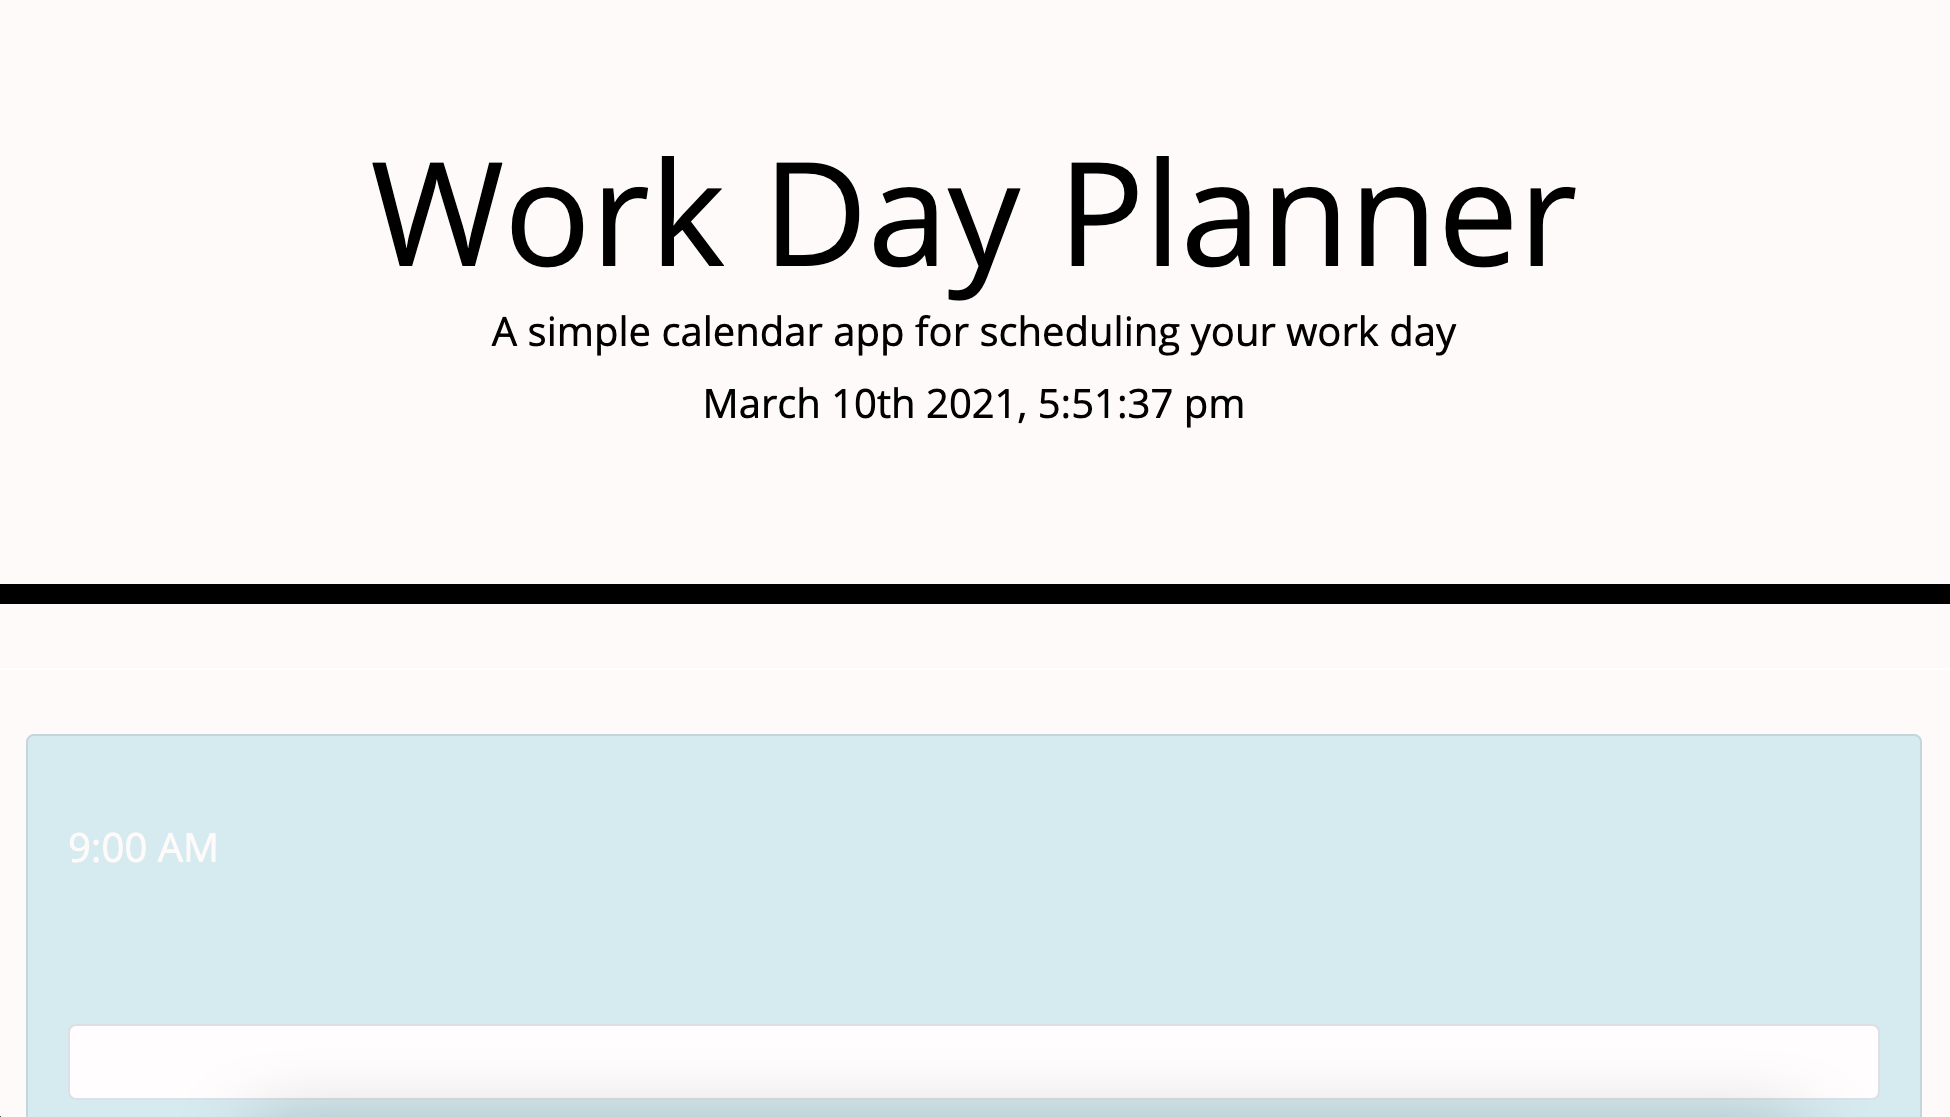 Work Day Planner
A simple calendar app for scheduling your work day
March 10th 2021, 5:51:37 pm
9:00 AM